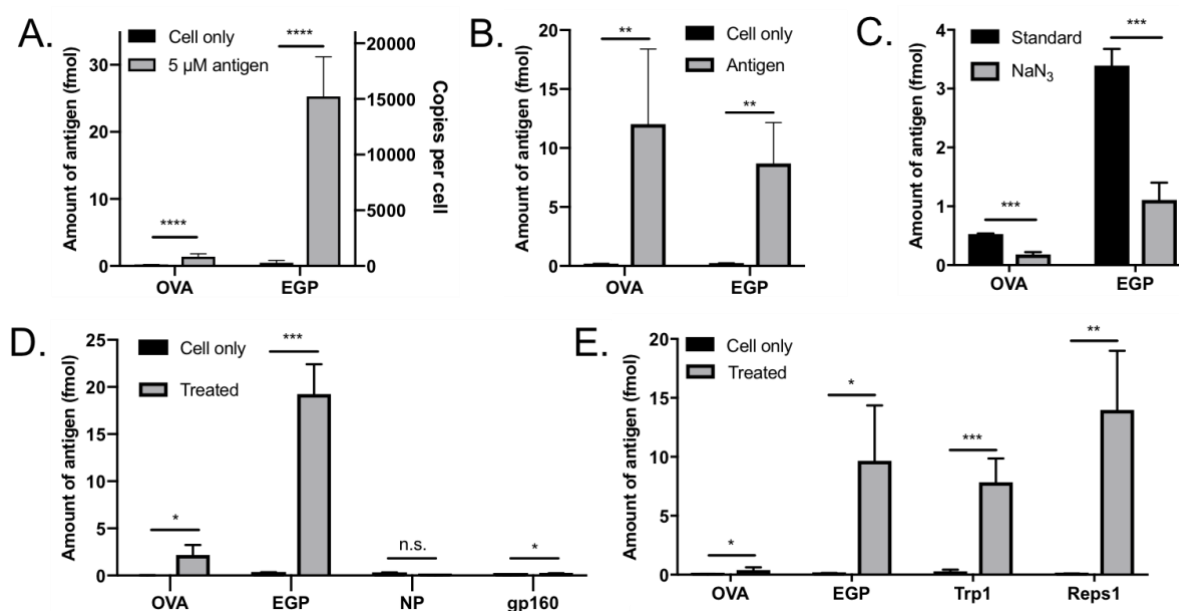 A.
Cell only
5 µM antigen
****
****
Amount of antigen (fmol)
30
20
10
0
Copies per cell
20000
15000
10000
5000
0
OVA EGP
B.
Cell only
Antigen
**
**
Amount of antigen (fmol)
20
15
10
5
0
OVA EGP
C.
Standard
NaN₃
***
***
Amount of antigen (fmol)
4
3
2
1
0
OVA EGP
D.
Cell only
Treated
***
*
n.s.
*
Amount of antigen (fmol)
25
20
15
10
5
0
OVA EGP NP gp160
E.
Cell only
Treated
**
*
***
*
Amount of antigen (fmol)
20
15
10
5
0
OVA EGP Trp1 Reps1